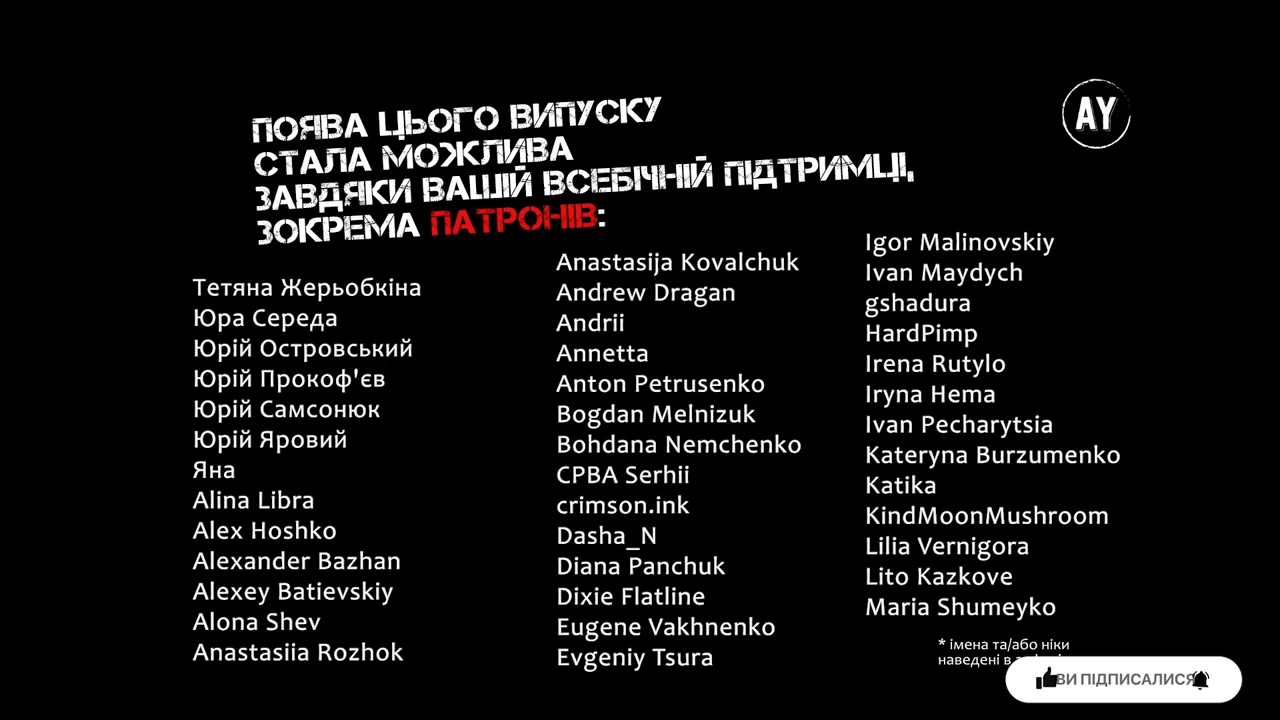 ПОЯВА ЦЬОГО ВИПУСКУ
СТАЛА МОЖЛИВА
ЗАВДЯКИ ВАШІЙ ВСЕБІЧНІЙ ПІДТРИМЦІ,
ЗОКРЕМА ПАТРОНІВ:
АУ
Тетяна Жерьобкіна
Юра Середа
Юрій Островський
Юрій Прокоф'єв
Юрій Самсонюк
Юрій Яровий
Яна
Alina Libra
Alex Hoshko
Alexander Bazhan
Alexey Batievskiy
Alona Shev
Anastasiia Rozhok
Anastasija Kovalchuk
Andrew Dragan
Andrii
Annetta
Anton Petrusenko
Bogdan Melnizuk
Bohdana Nemchenko
CPBA Serhii
crimson.ink
Dasha_N
Diana Panchuk
Dixie Flatline
Eugene Vakhnenko
Evgeniy Tsura
Igor Malinovskiy
Ivan Maydych
gshadura
HardPimp
Irena Rutylo
Iryna Hema
Ivan Pecharytsia
Kateryna Burzumenko
Katika
KindMoonMushroom
Lilia Vernigora
Lito Kazkove
Maria Shumeyko
* імена та/або ніки
наведені в
ВИ ПІДПИСАЛИСЯ